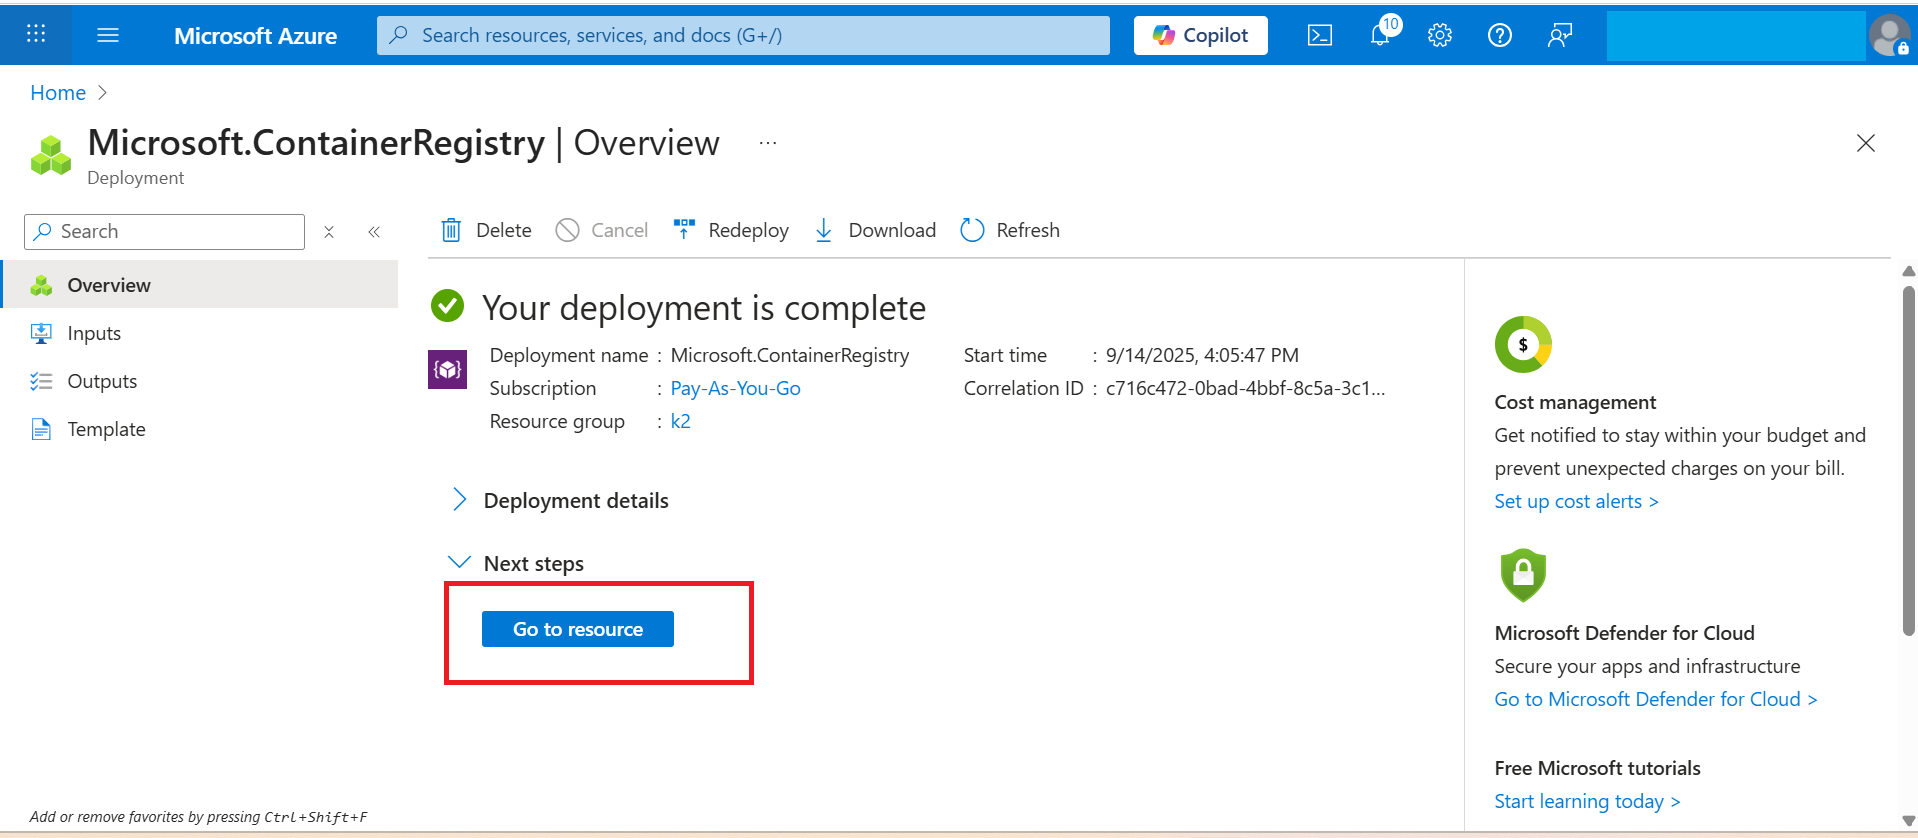 Microsoft Azure
Search resources, services, and docs (G+/)
Copilot
10
Home
Microsoft.ContainerRegistry | Overview ...
Deployment
Search
Overview
Inputs
Outputs
Template
Delete
Cancel
Redeploy
Download
Refresh
Your deployment is complete
Deployment name : Microsoft.ContainerRegistry
Subscription : Pay-As-You-Go
Resource group : k2
Start time : 9/14/2025, 4:05:47 PM
Correlation ID : c716c472-0bad-4bbf-8c5a-3c1...
Deployment details
Next steps
Go to resource
$
Cost management
Get notified to stay within your budget and
prevent unexpected charges on your bill.
Set up cost alerts >
Microsoft Defender for Cloud
Secure your apps and infrastructure
Go to Microsoft Defender for Cloud >
Free Microsoft tutorials
Start learning today >
Add or remove favorites by pressing Ctrl+Shift+F